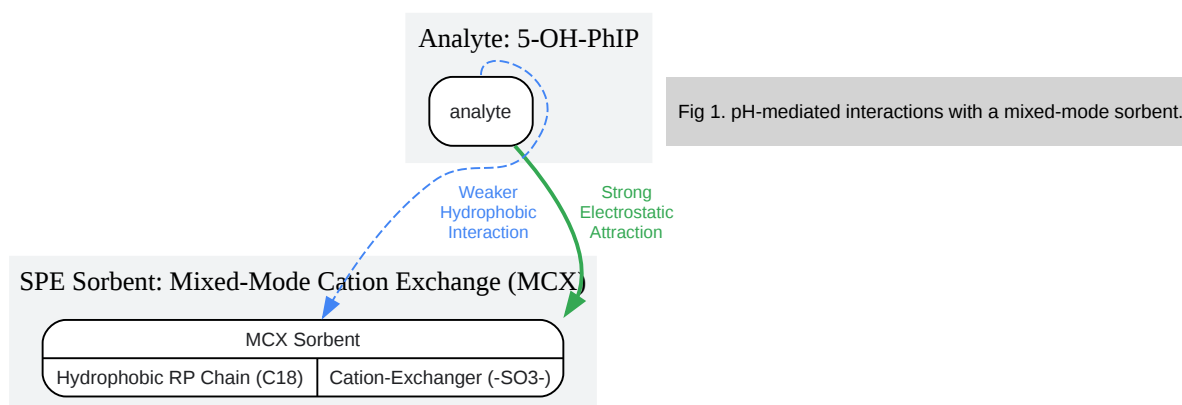 Analyte: 5-OH-PhIP
analyte
Fig 1. pH-mediated interactions with a mixed-mode sorbent.
Weaker
Hydrophobic
Interaction
Strong
Electrostatic
Attraction
SPE Sorbent: Mixed-Mode Cation Exchange (MCX)
MCX Sorbent
Hydrophobic RP Chain (C18)
Cation-Exchanger (-SO3-)